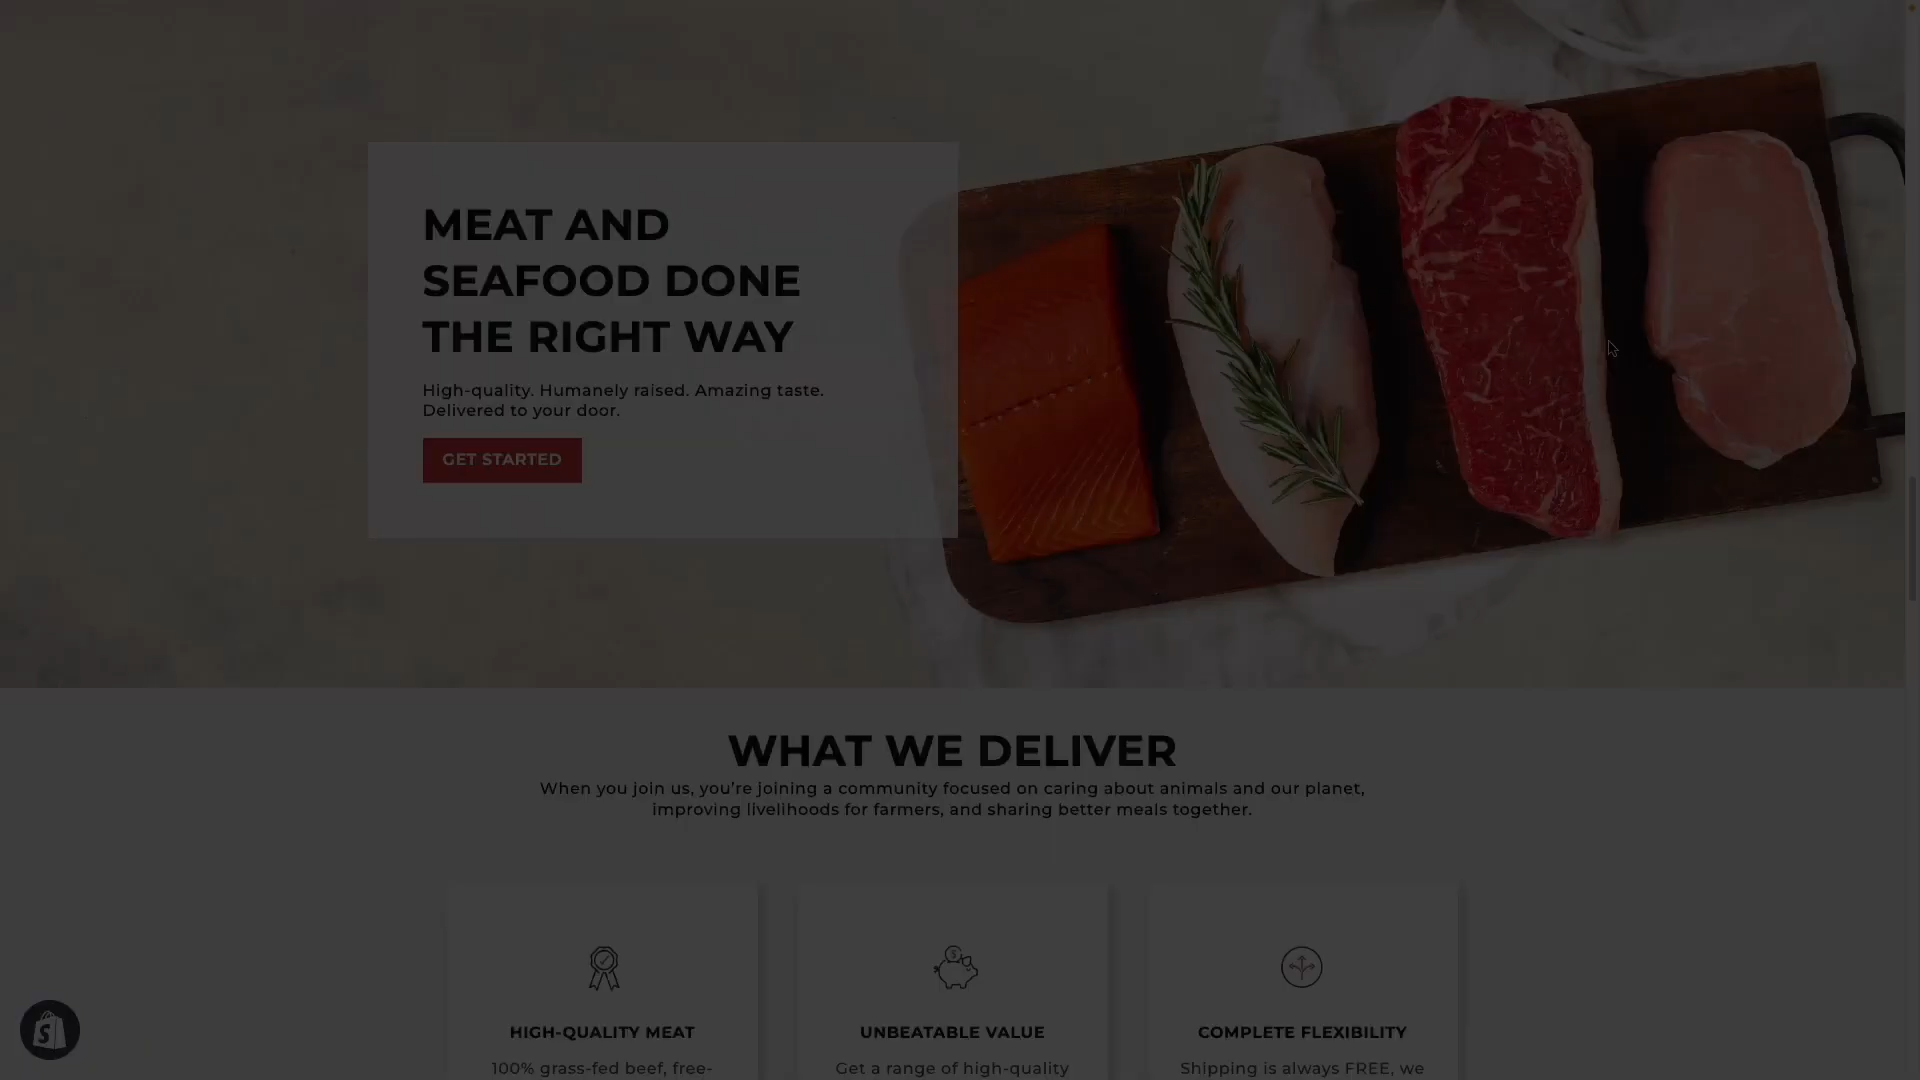 MEAT AND
SEAFOOD DONE
THE RIGHT WAY
High-quality. Humanely raised. Amazing taste.
Delivered to your door.
GET STARTED
WHAT WE DELIVER
When you join us, you’re joining a community focused on caring about animals and our planet,
improving livelihoods for farmers, and sharing better meals together.
HIGH-QUALITY MEAT
UNBEATABLE VALUE
COMPLETE FLEXIBILITY
100% grass-fed beef, free-
Get a range of high-quality
Shipping is always FREE, we